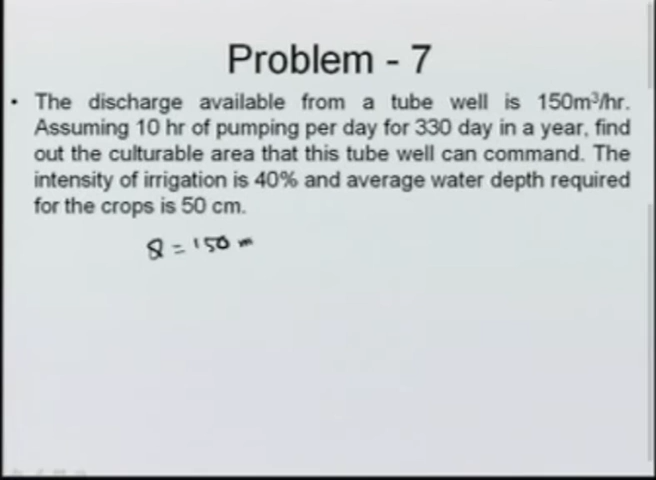 Problem - 7
• The discharge available from a tube well is 150m³/hr.
Assuming 10 hr of pumping per day for 330 day in a year, find
out the culturable area that this tube well can command. The
intensity of irrigation is 40% and average water depth required
for the crops is 50 cm.
Q = 150 m